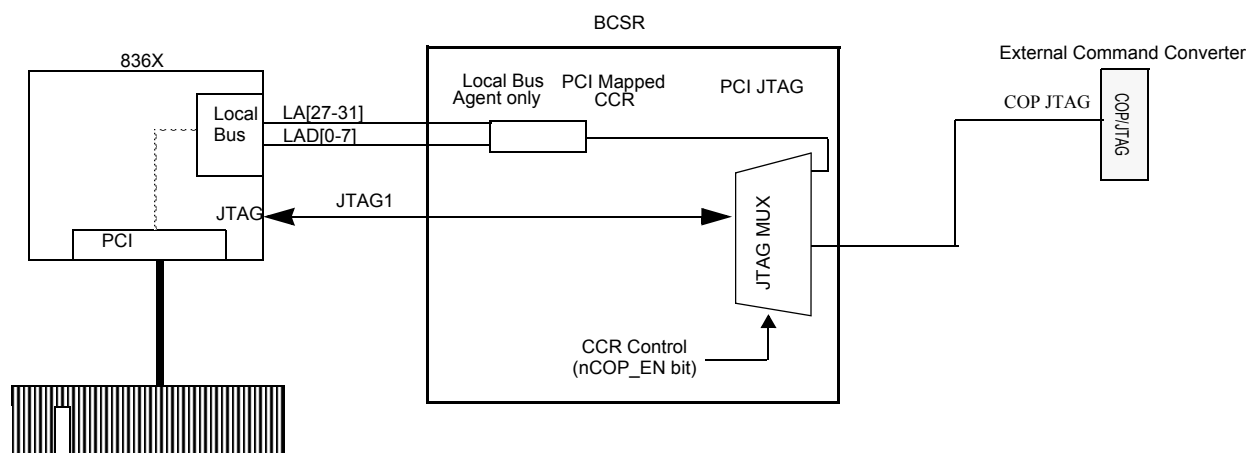 BCSR
836X
External Command Converter
Local Bus
Agent only
PCI Mapped
CCR
PCI JTAG
Local
Bus
LA[27-31]
LAD[0-7]
COP JTAG
COP/JTAG
JTAG
JTAG1
JTAG MUX
PCI
CCR Control
(nCOP_EN bit)